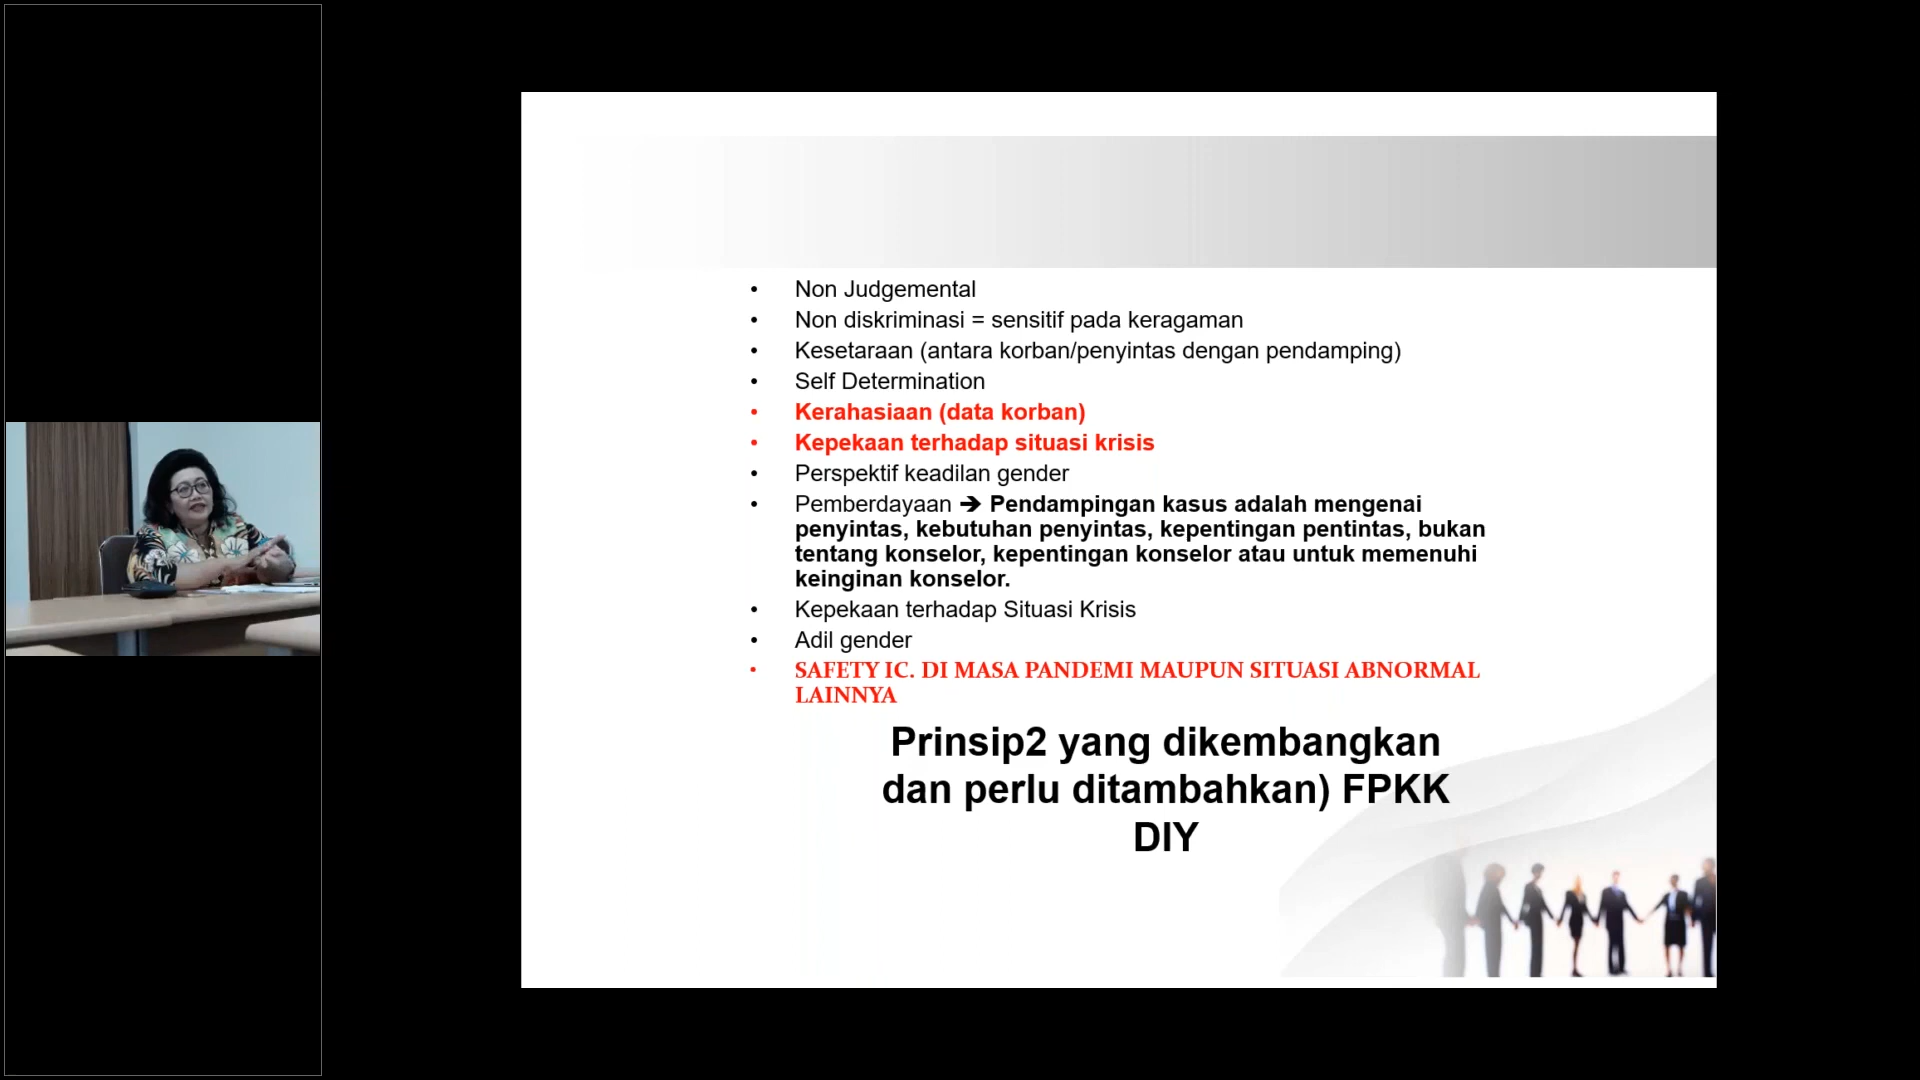 • Non Judgemental
• Non diskriminasi = sensitif pada keragaman
• Kesetaraan (antara korban/penyintas dengan pendamping)
• Self Determination
• Kerahasiaan (data korban)
• Kepekaan terhadap situasi krisis
• Perspektif keadilan gender
• Pemberdayaan ➔ Pendampingan kasus adalah mengenai
penyintas, kebutuhan penyintas, kepentingan pentintas, bukan
tentang konselor, kepentingan konselor atau untuk memenuhi
keinginan konselor.
• Kepekaan terhadap Situasi Krisis
• Adil gender
• SAFETY IC. DI MASA PANDEMI MAUPUN SITUASI ABNORMAL
LAINNYA
Prinsip2 yang dikembangkan
dan perlu ditambahkan) FPKK
DIY